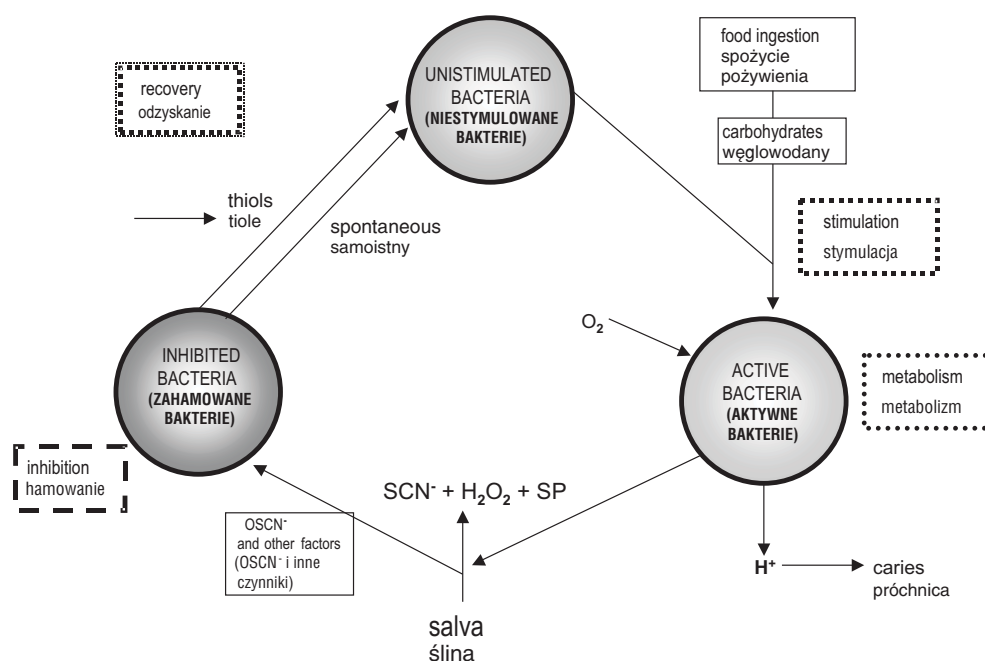 food ingestion
spożycie
pożywienia
UNISTIMULATED
BACTERIA
(NIESTYMULOWANE
BAKTERIE)
recovery
odzyskanie
carbohydrates
węglowodany
thiols
tiole
spontaneous
samoistny
stimulation
stymulacja
O₂
INHIBITED
BACTERIA
(ZAHAMOWANE
BAKTERIE)
ACTIVE
BACTERIA
(AKTYWNE
BAKTERIE)
metabolism
metabolizm
inhibition
hamowanie
SCN⁻ + H₂O₂ + SP
OSCN⁻
and other factors
(OSCN⁻ i inne
czynniki)
H⁺
caries
próchnica
salva
ślina